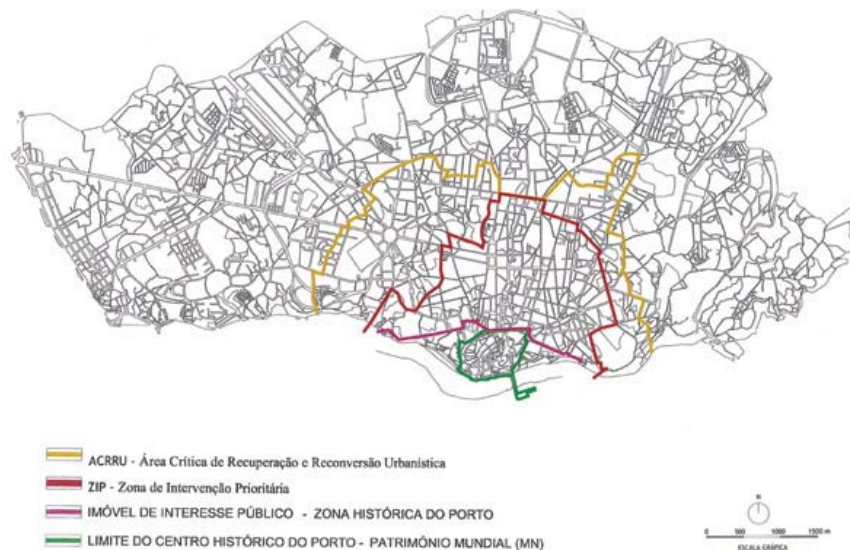 ACRRU - Área Crítica de Recuperação e Reconversão Urbanística
ZIP - Zona de Intervenção Prioritária
IMÓVEL DE INTERESSE PÚBLICO - ZONA HISTÓRICA DO PORTO
LIMITE DO CENTRO HISTÓRICO DO PORTO - PATRIMÓNIO MUNDIAL (MN)
N
0 500 1000 1500 m
ESCALA GRÁFICA